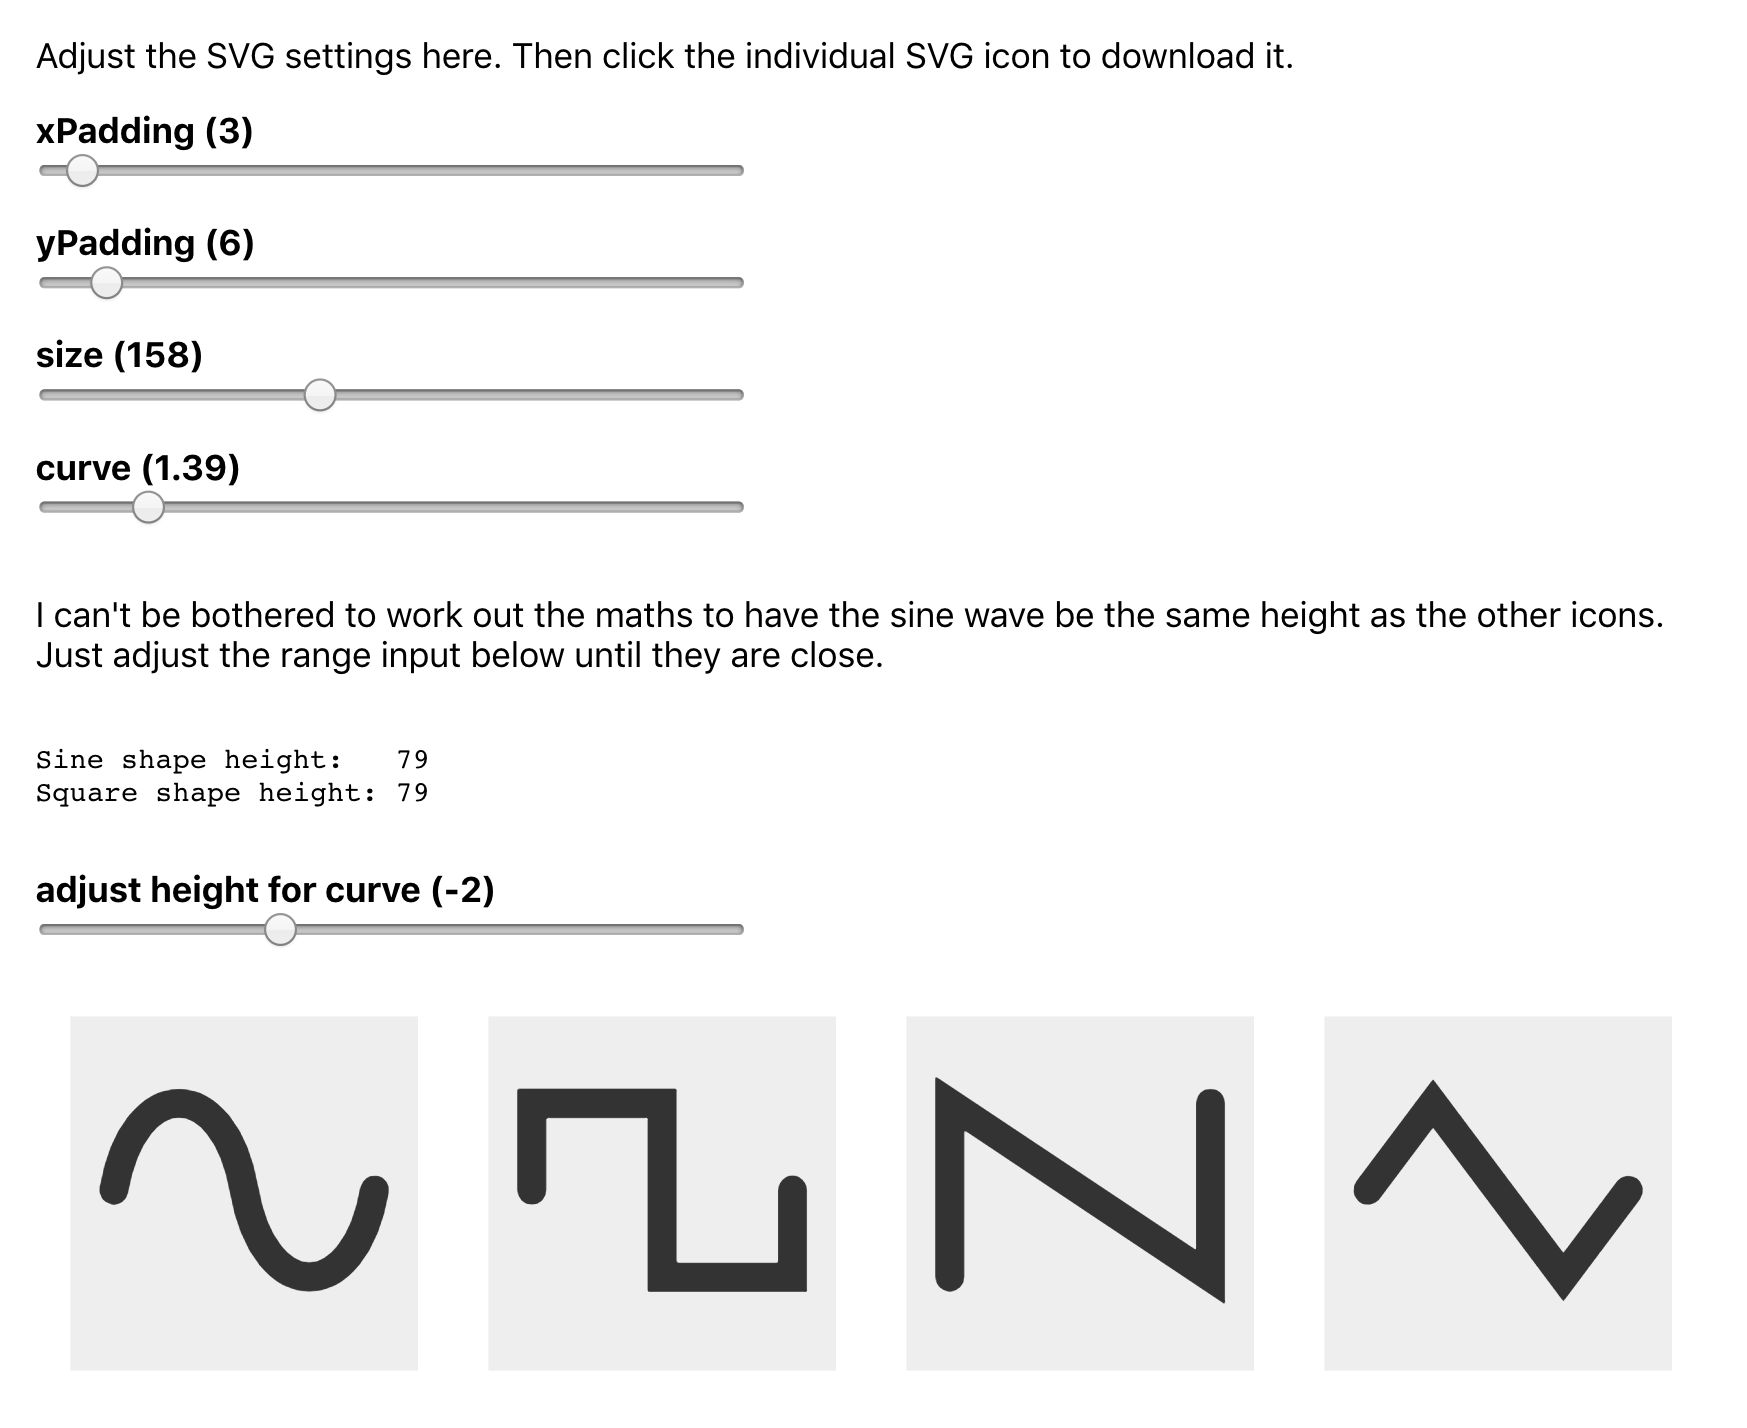 Adjust the SVG settings here. Then click the individual SVG icon to download it.
xPadding (3)
yPadding (6)
size (158)
curve (1.39)
I can't be bothered to work out the maths to have the sine wave be the same height as the other icons.
Just adjust the range input below until they are close.
Sine shape height:   79
Square shape height: 79
adjust height for curve (-2)